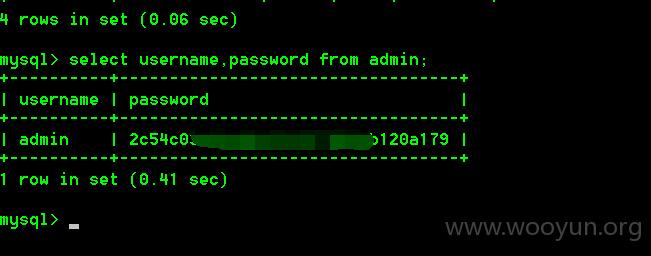 4 rows in set (0.06 sec)
mysql> select username,password from admin;
+----------+----------------------------------+
| username | password                         |
+----------+----------------------------------+
| admin    | 2c54c0 b120a179 |
+----------+----------------------------------+
1 row in set (0.41 sec)
mysql> _
www.wooyun.org